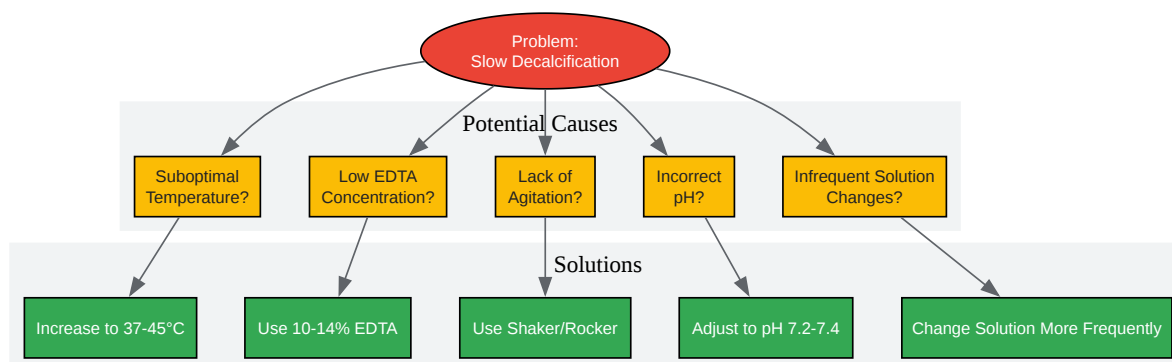 Problem:
Slow Decalcification
Potential Causes
Suboptimal
Temperature?
Low EDTA
Concentration?
Lack of
Agitation?
Incorrect
pH?
Infrequent Solution
Changes?
Solutions
Increase to 37-45°C
Use 10-14% EDTA
Use Shaker/Rocker
Adjust to pH 7.2-7.4
Change Solution More Frequently